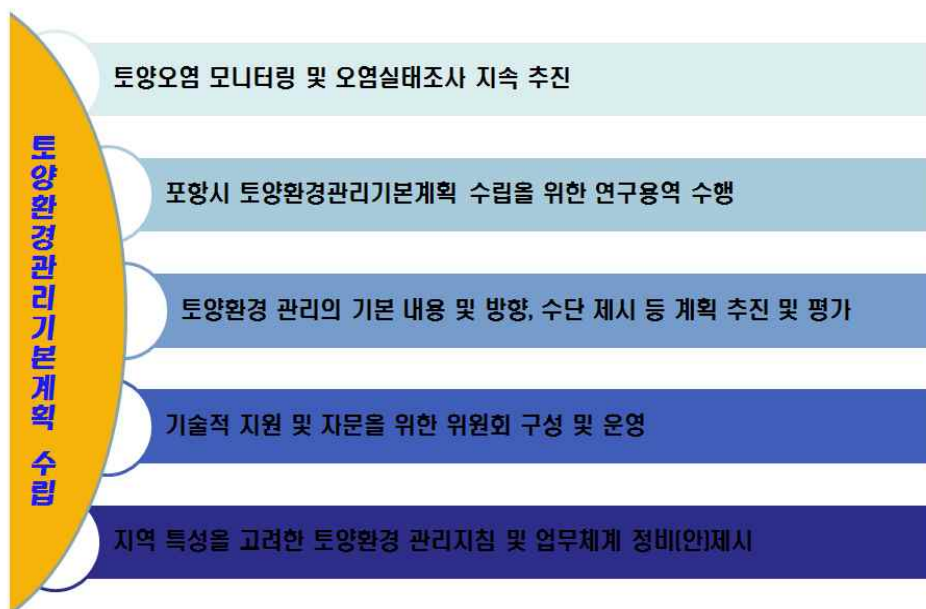 토양환경관리기본계획 수립
토양오염 모니터링 및 오염실태조사 지속 추진
포항시 토양환경관리기본계획 수립을 위한 연구용역 수행
토양환경 관리의 기본 내용 및 방향, 수단 제시 등 계획 추진 및 평가
기술적 지원 및 자문을 위한 위원회 구성 및 운영
지역 특성을 고려한 토양환경 관리지침 및 업무체계 정비(안)제시